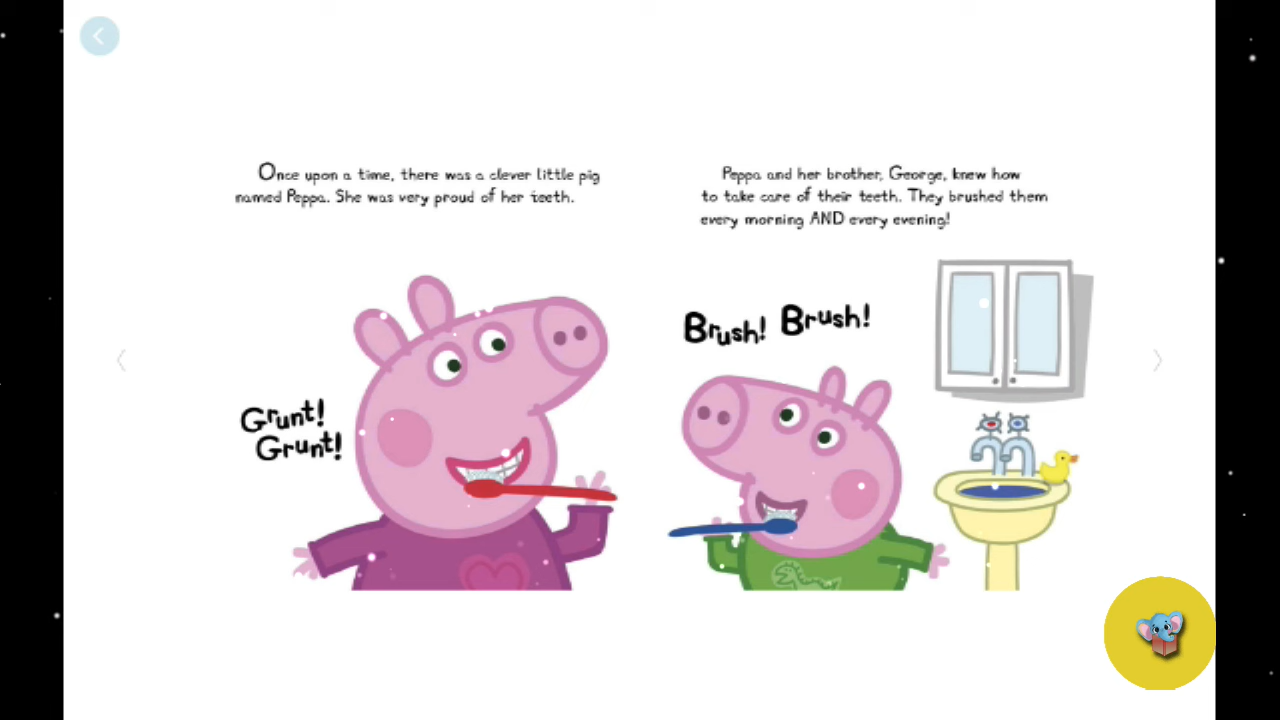 Once upon a time, there was a clever little pig
named Peppa. She was very proud of her teeth.
Grunt!
Grunt!
Peppa and her brother, George, knew how
to take care of their teeth. They brushed them
every morning AND every evening!
Brush! Brush!